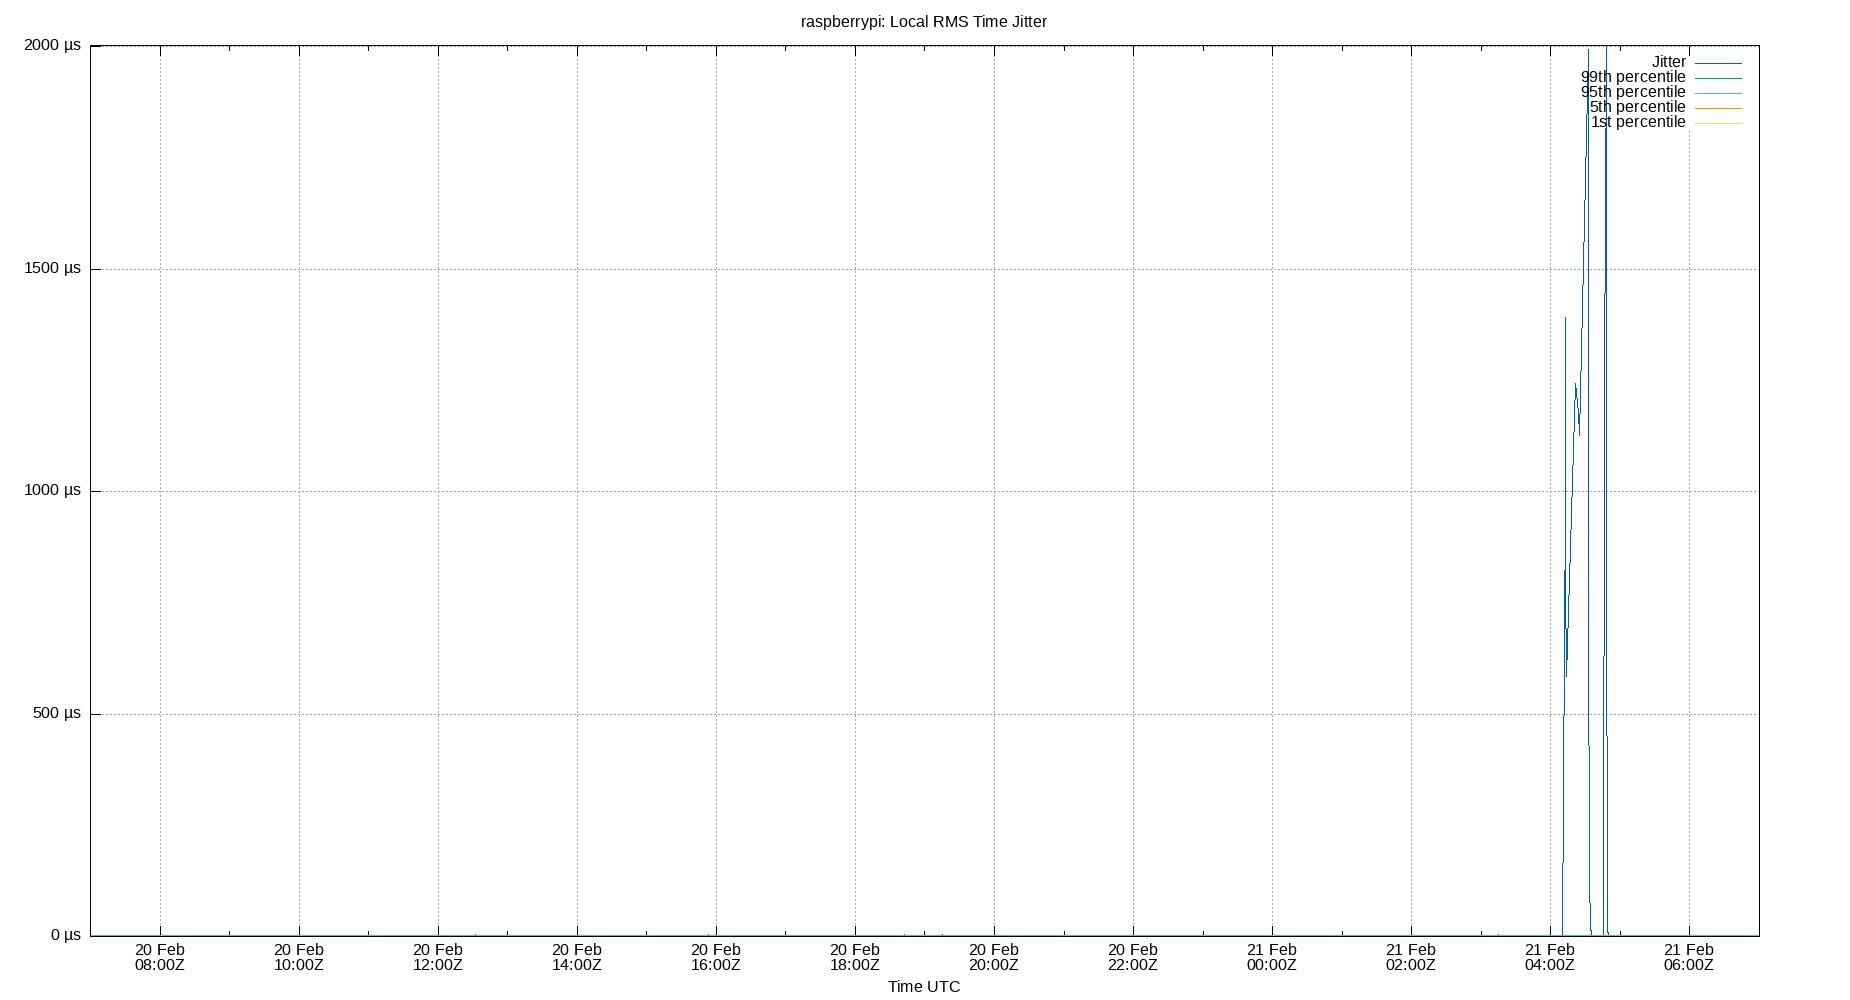 raspberrypi: Local RMS Time Jitter
2000 µs
Jitter
99th percentile
95th percentile
5th percentile
1st percentile
1500 µs
1000 µs
500 µs
0 µs
20 Feb 20 Feb 20 Feb 20 Feb 20 Feb 20 Feb 20 Feb 20 Feb 21 Feb 21 Feb 21 Feb 21 Feb
08:00Z 10:00Z 12:00Z 14:00Z 16:00Z 18:00Z 20:00Z 22:00Z 00:00Z 02:00Z 04:00Z 06:00Z
Time UTC